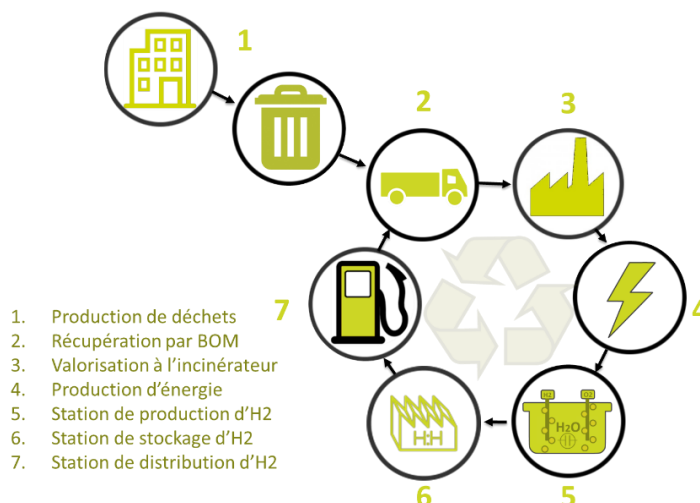 1
2
3
4
5
6
7
H2
O2
H2O
H:H
1. Production de déchets
2. Récupération par BOM
3. Valorisation à l'incinérateur
4. Production d'énergie
5. Station de production d'H2
6. Station de stockage d'H2
7. Station de distribution d'H2